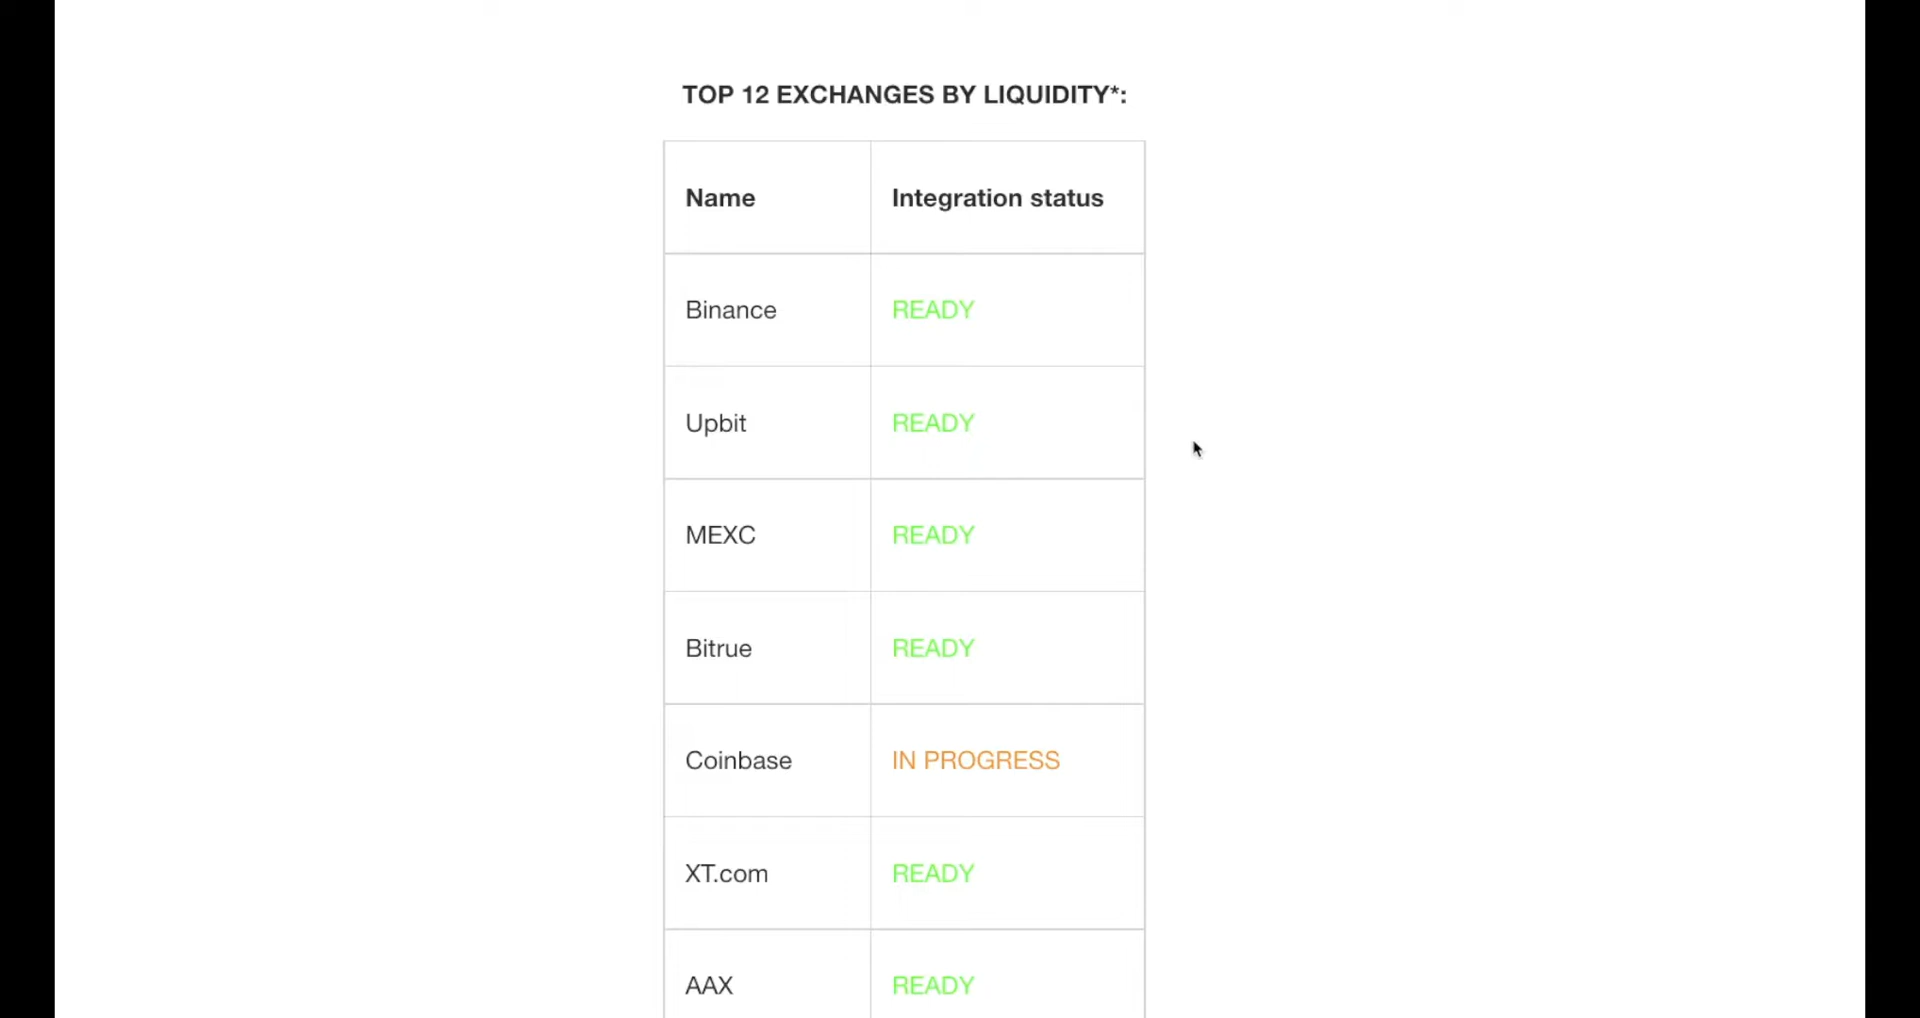 TOP 12 EXCHANGES BY LIQUIDITY*:
Name Integration status
Binance READY
Upbit READY
MEXC READY
Bitrue READY
Coinbase IN PROGRESS
XT.com READY
AAX READY